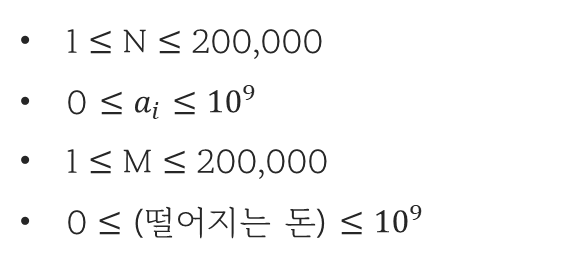 • 1 ≤ N ≤ 200,000
• 0 ≤ aᵢ ≤ 10⁹
• 1 ≤ M ≤ 200,000
• 0 ≤ (떨어지는 돈) ≤ 10⁹